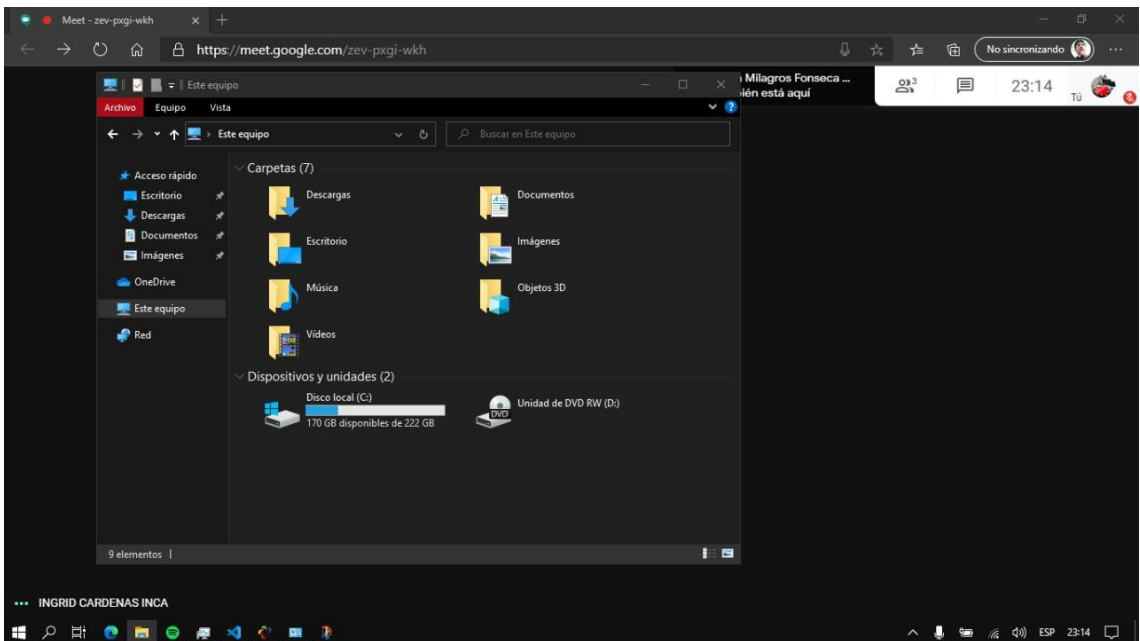 Meet - zev-pxgi-wkh
https://meet.google.com/zev-pxgi-wkh
No sincronizando
Este equipo
Milagros Fonseca ...
ién está aquí
3
23:14
Tú
Archivo Equipo Vista
Este equipo
Buscar en Este equipo
Acceso rápido
Escritorio
Descargas
Documentos
Imágenes
OneDrive
Este equipo
Red
Carpetas (7)
Descargas
Documentos
Escritorio
Imágenes
Música
Objetos 3D
Vídeos
Dispositivos y unidades (2)
Disco local (C:)
170 GB disponibles de 222 GB
DVD
Unidad de DVD RW (D:)
9 elementos
INGRID CARDENAS INCA
ESP 23:14